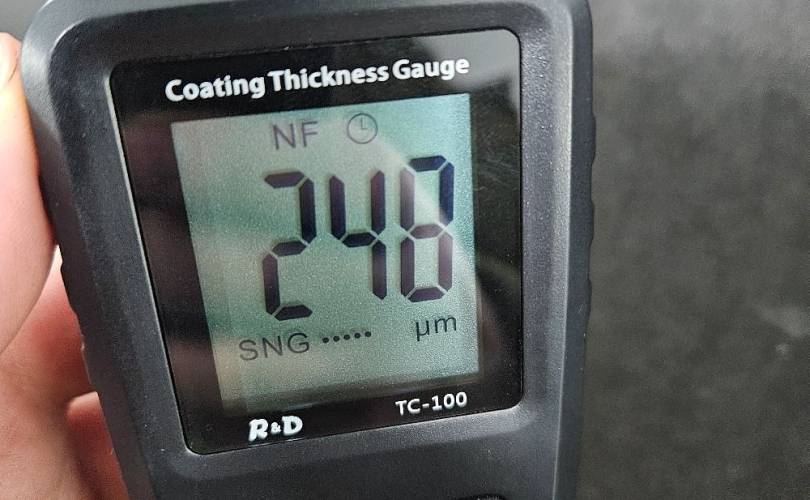 Coating Thickness Gauge
NF
248
SNG ..... µm
R&D TC-100